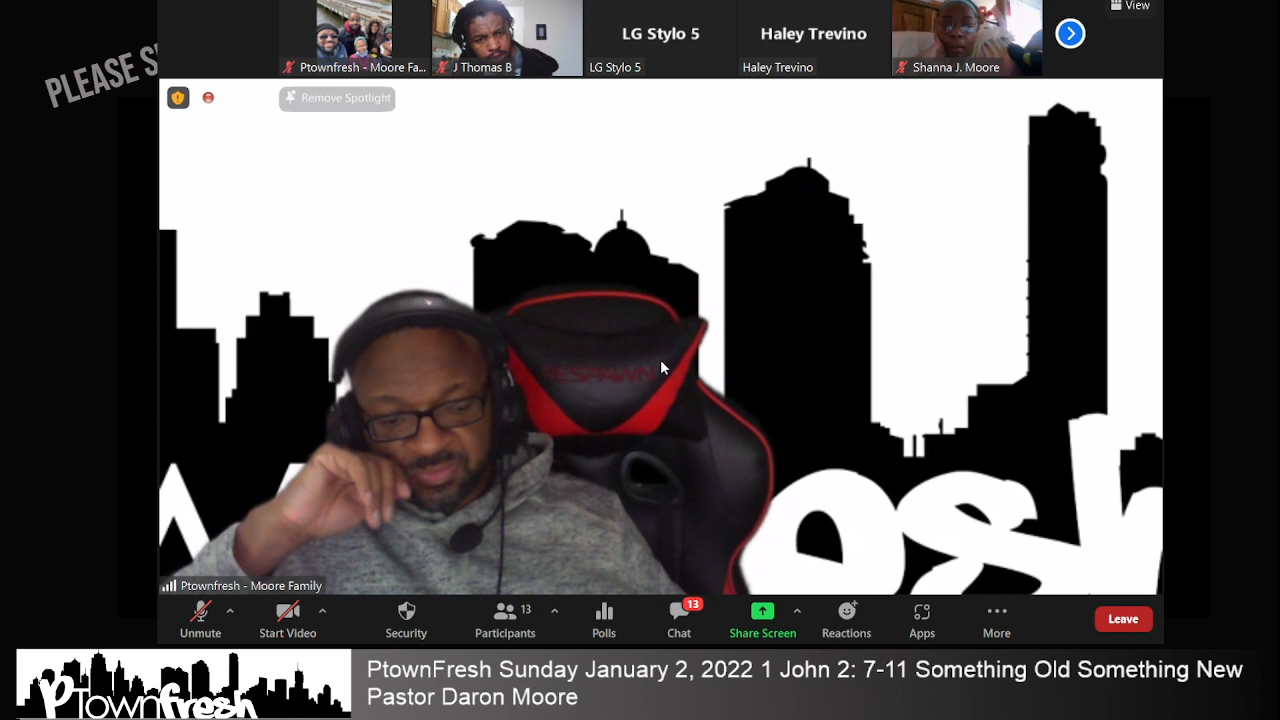 PLEASE S
View
LG Stylo 5
Haley Trevino
Ptownfresh - Moore Fa...
J Thomas B
LG Stylo 5
Haley Trevino
Shanna J. Moore
Remove Spotlight
RESPAWN
Ptownfresh - Moore Family
13
13
Unmute
Start Video
Security
Participants
Polls
Chat
Share Screen
Reactions
Apps
More
Leave
PTownfresh
PtownFresh Sunday January 2, 2022 1 John 2: 7-11 Something Old Something New
Pastor Daron Moore